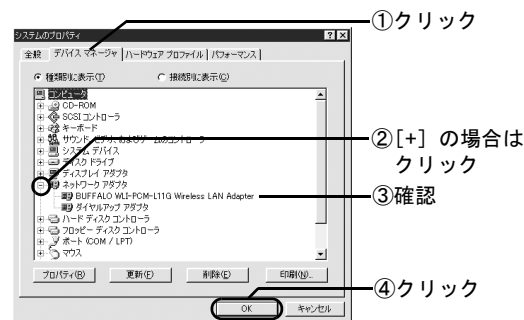 ①クリック
システムのプロパティ
全般 デバイス マネージャ ハードウェア プロファイル パフォーマンス
種類別に表示(T) 接続別に表示(C)
コンピュータ
CD-ROM
SCSI コントローラ
キーボード
サウンド、ビデオ、およびゲームのコントローラ
システム デバイス
ディスク ドライブ
ディスプレイ アダプタ
ネットワーク アダプタ
BUFFALO WLI-PCM-L11G Wireless LAN Adapter
ダイヤルアップ アダプタ
ハード ディスク コントローラ
フロッピー ディスク コントローラ
ポート (COM / LPT)
マウス
②[+] の場合は
クリック
③確認
プロパティ(R) 更新(F) 削除(E) 印刷(N)...
④クリック
OK キャンセル